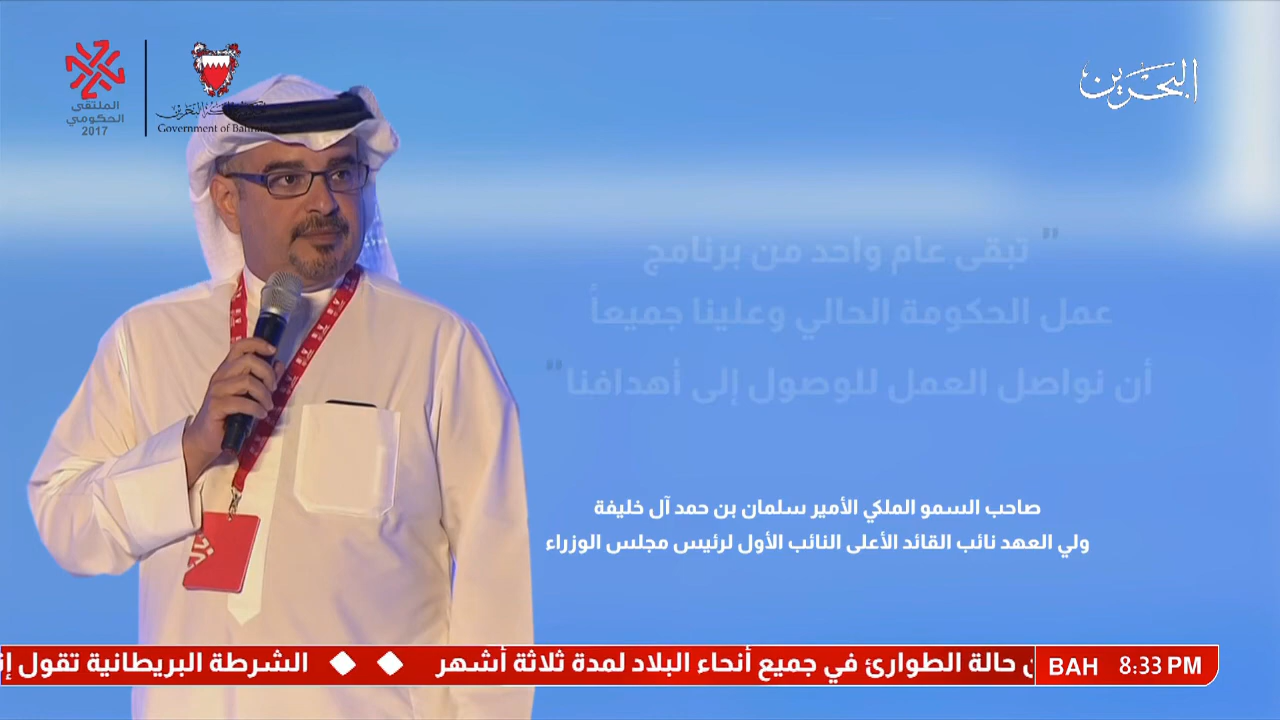 الملتقى
الحكومي
2017
Government of
البحرين
" تبقى عام واحد من برنامج
عمل الحكومة الحالي وعلينا جميعاً
أن نواصل العمل للوصول إلى أهدافنا "
صاحب السمو الملكي الأمير سلمان بن حمد آل خليفة
ولي العهد نائب القائد الأعلى النائب الأول لرئيس مجلس الوزراء
BAH 8:33 PM
حالة الطوارئ في جميع أنحاء البلاد لمدة ثلاثة أشهر الشرطة البريطانية تقول